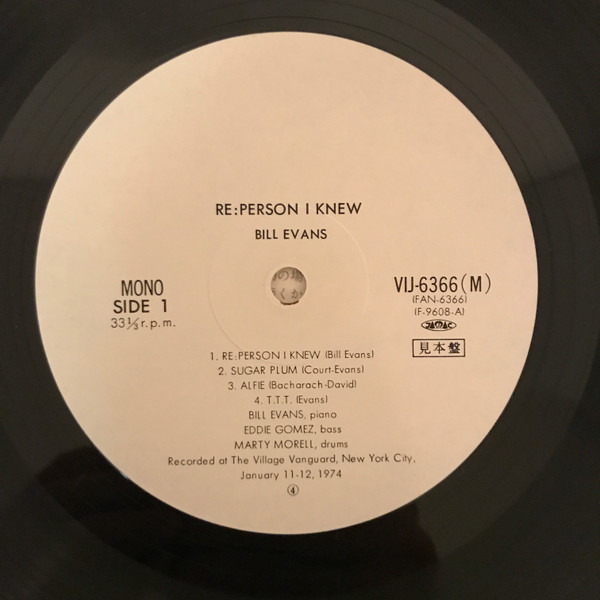 RE:PERSON I KNEW
BILL EVANS
MONO
SIDE 1
33⅓r.p.m.
VIJ-6366(M)
(FAN-6366)
(F-9608-A)
JASRAC
見本盤
1. RE:PERSON I KNEW (Bill Evans)
2. SUGAR PLUM (Court-Evans)
3. ALFIE (Bacharach-David)
4. T.T.T. (Evans)
BILL EVANS, piano
EDDIE GOMEZ, bass
MARTY MORELL, drums
Recorded at The Village Vanguard, New York City,
January 11-12, 1974
④